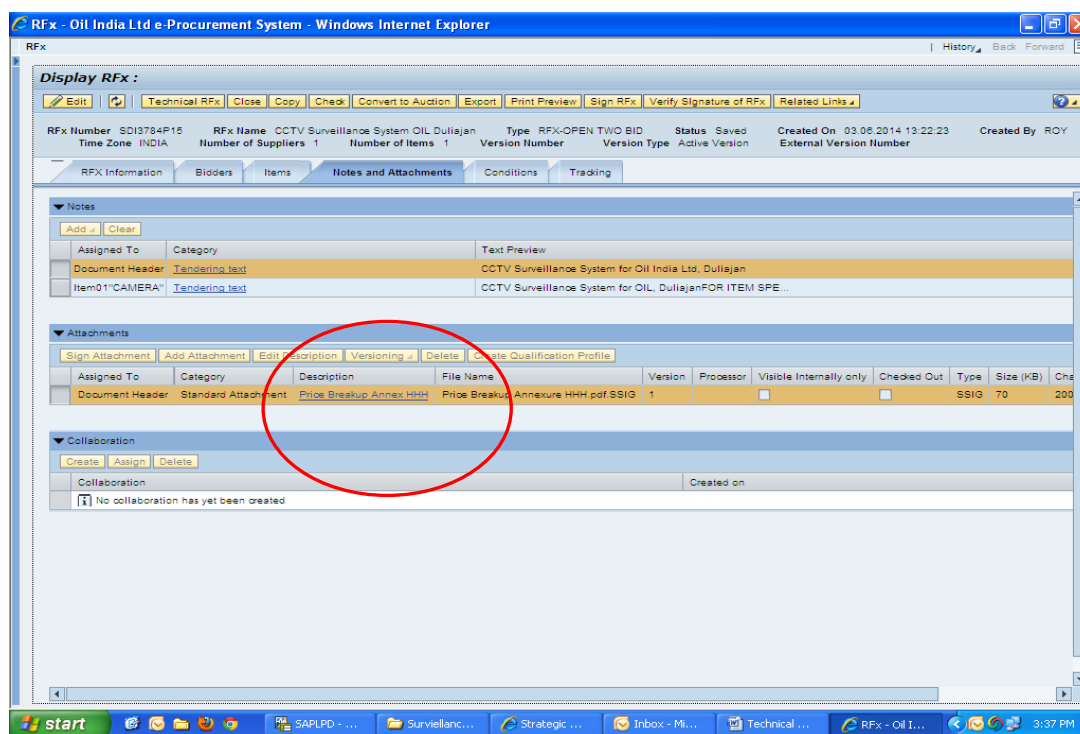 RFx - Oil India Ltd e-Procurement System - Windows Internet Explorer
RFx | History Back Forward
Display RFx :
Edit | Technical RFx Close Copy Check Convert to Auction Export Print Preview Sign RFx Verify Signature of RFx Related Links
RFx Number SDI3784P15 RFx Name CCTV Surveillance System OIL Duliajan Type RFX-OPEN TWO BID Status Saved Created On 03.06.2014 13:22:23 Created By ROY
Time Zone INDIA Number of Suppliers 1 Number of Items 1 Version Number Version Type Active Version External Version Number
RFX Information Bidders Items Notes and Attachments Conditions Tracking
Notes
Add Clear
Assigned To Category Text Preview
Document Header Tendering text CCTV Surveillance System for Oil India Ltd, Duliajan
Item01"CAMERA" Tendering text CCTV Surveillance System for OIL, DuliajanFOR ITEM SPE...
Attachments
Sign Attachment Add Attachment Edit Description Versioning Delete Create Qualification Profile
Assigned To Category Description File Name Version Processor Visible Internally only Checked Out Type Size (KB) Cha
Document Header Standard Attachment Price Breakup Annex HHH Price Breakup Annexure HHH.pdf.SSIG 1 SSIG 70 200
Collaboration
Create Assign Delete
Collaboration Created on
No collaboration has yet been created
start SAPLPD - ... Surviellanc... Strategic ... Inbox - Mi... Technical ... RFx - Oil I... 3:37 PM